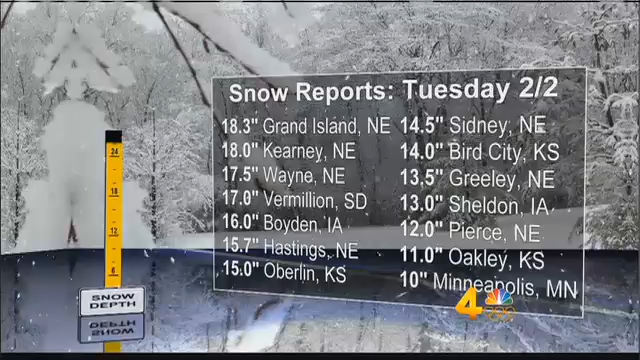 Snow Reports: Tuesday 2/2
18.3" Grand Island, NE
18.0" Kearney, NE
17.5" Wayne, NE
17.0" Vermillion, SD
16.0" Boyden, IA
15.7" Hastings, NE
15.0" Oberlin, KS
14.5" Sidney, NE
14.0" Bird City, KS
13.5" Greeley, NE
13.0" Sheldon, IA
12.0" Pierce, NE
11.0" Oakley, KS
10" Minneapolis, MN
24
18
12
6
SNOW
DEPTH
4